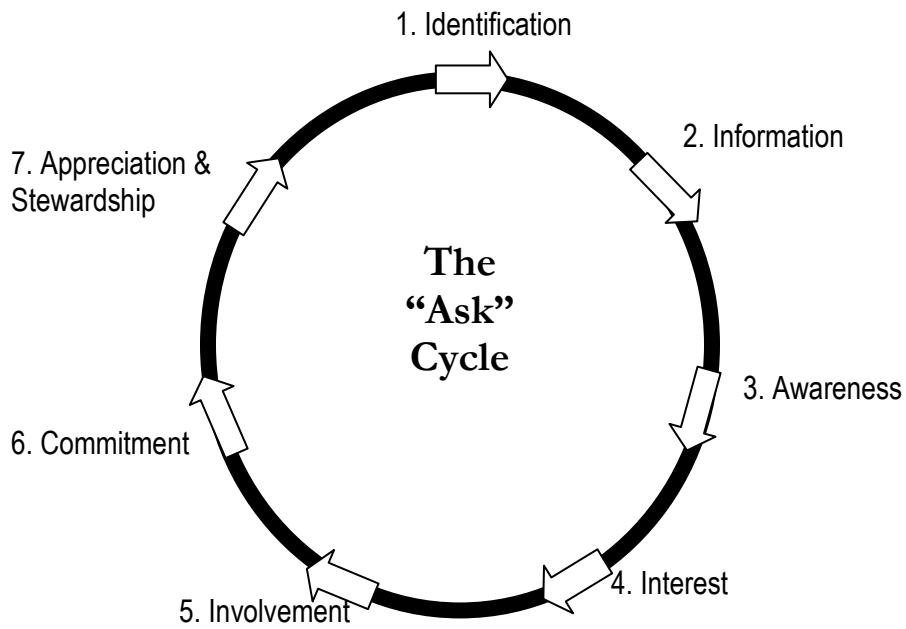 1. Identification
2. Information
3. Awareness
4. Interest
5. Involvement
6. Commitment
7. Appreciation &
Stewardship
The
“Ask”
Cycle